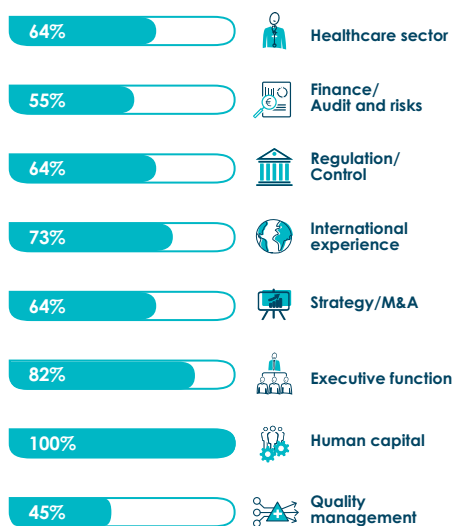 64%
Healthcare sector
55%
Finance/
Audit and risks
64%
Regulation/
Control
73%
International
experience
64%
Strategy/M&A
82%
Executive function
100%
Human capital
45%
Quality
management